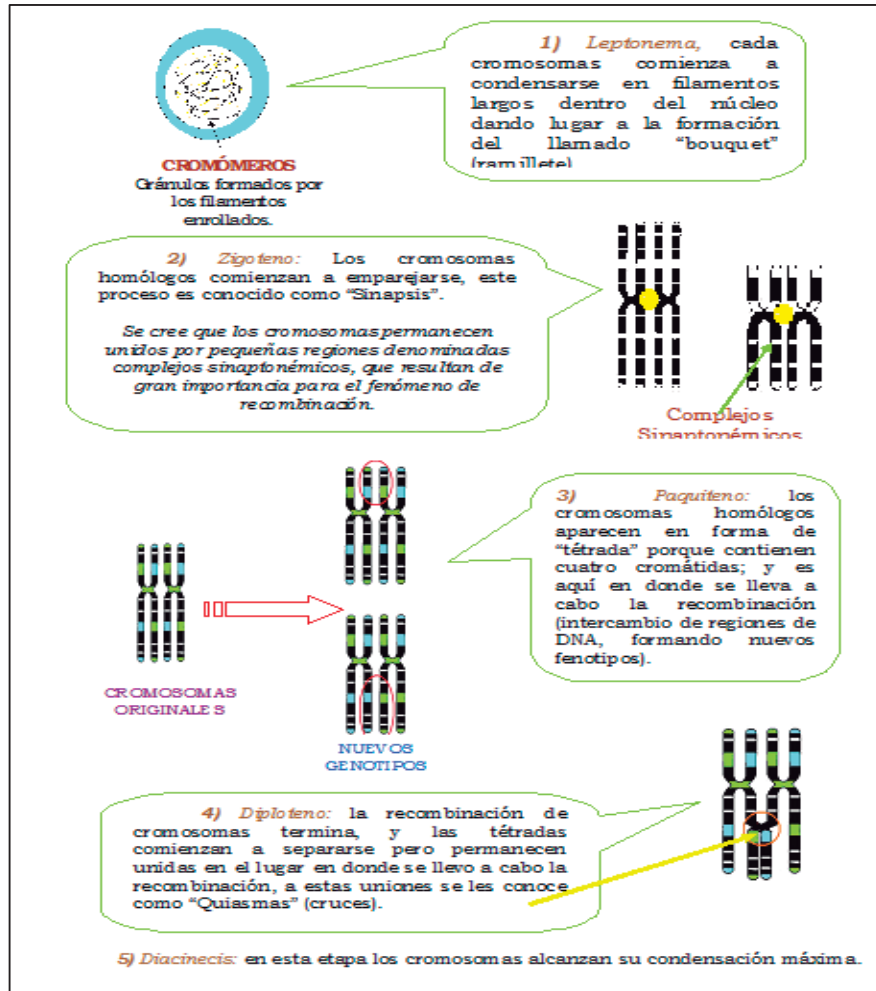 1) Leptonema, cada
cromosomas comienza a
condensarse en filamentos
largos dentro del núcleo
dando lugar a la formación
del llamado “bouquet”
(ramillete)
CROMÓMEROS
Gránulos formados por
los filamentos
enrollados.
2) Zigoteno: Los cromosomas
homólogos comienzan a emparejarse, este
proceso es conocido como “Sinapsis”.
Se cree que los cromosomas permanecen
unidos por pequeñas regiones denominadas
complejos sinaptonémicos, que resultan de
gran importancia para el fenómeno de
recombinación.
Complejos
Sinaptonémicos
3) Paquiteno: los
cromosomas homólogos
aparecen en forma de
“tétrada” porque contienen
cuatro cromátidas; y es
aquí en donde se lleva a
cabo la recombinación
(intercambio de regiones de
DNA, formando nuevos
fenotipos).
CROMOSOMAS
ORIGINALES
NUEVOS
GENOTIPOS
4) Diploteno: la recombinación de
cromosomas termina, y las tétradas
comienzan a separarse pero permanecen
unidas en el lugar en donde se llevo a cabo la
recombinación, a estas uniones se les conoce
como “Quiasmas” (cruces).
5) Diacinecis: en esta etapa los cromosomas alcanzan su condensación máxima.